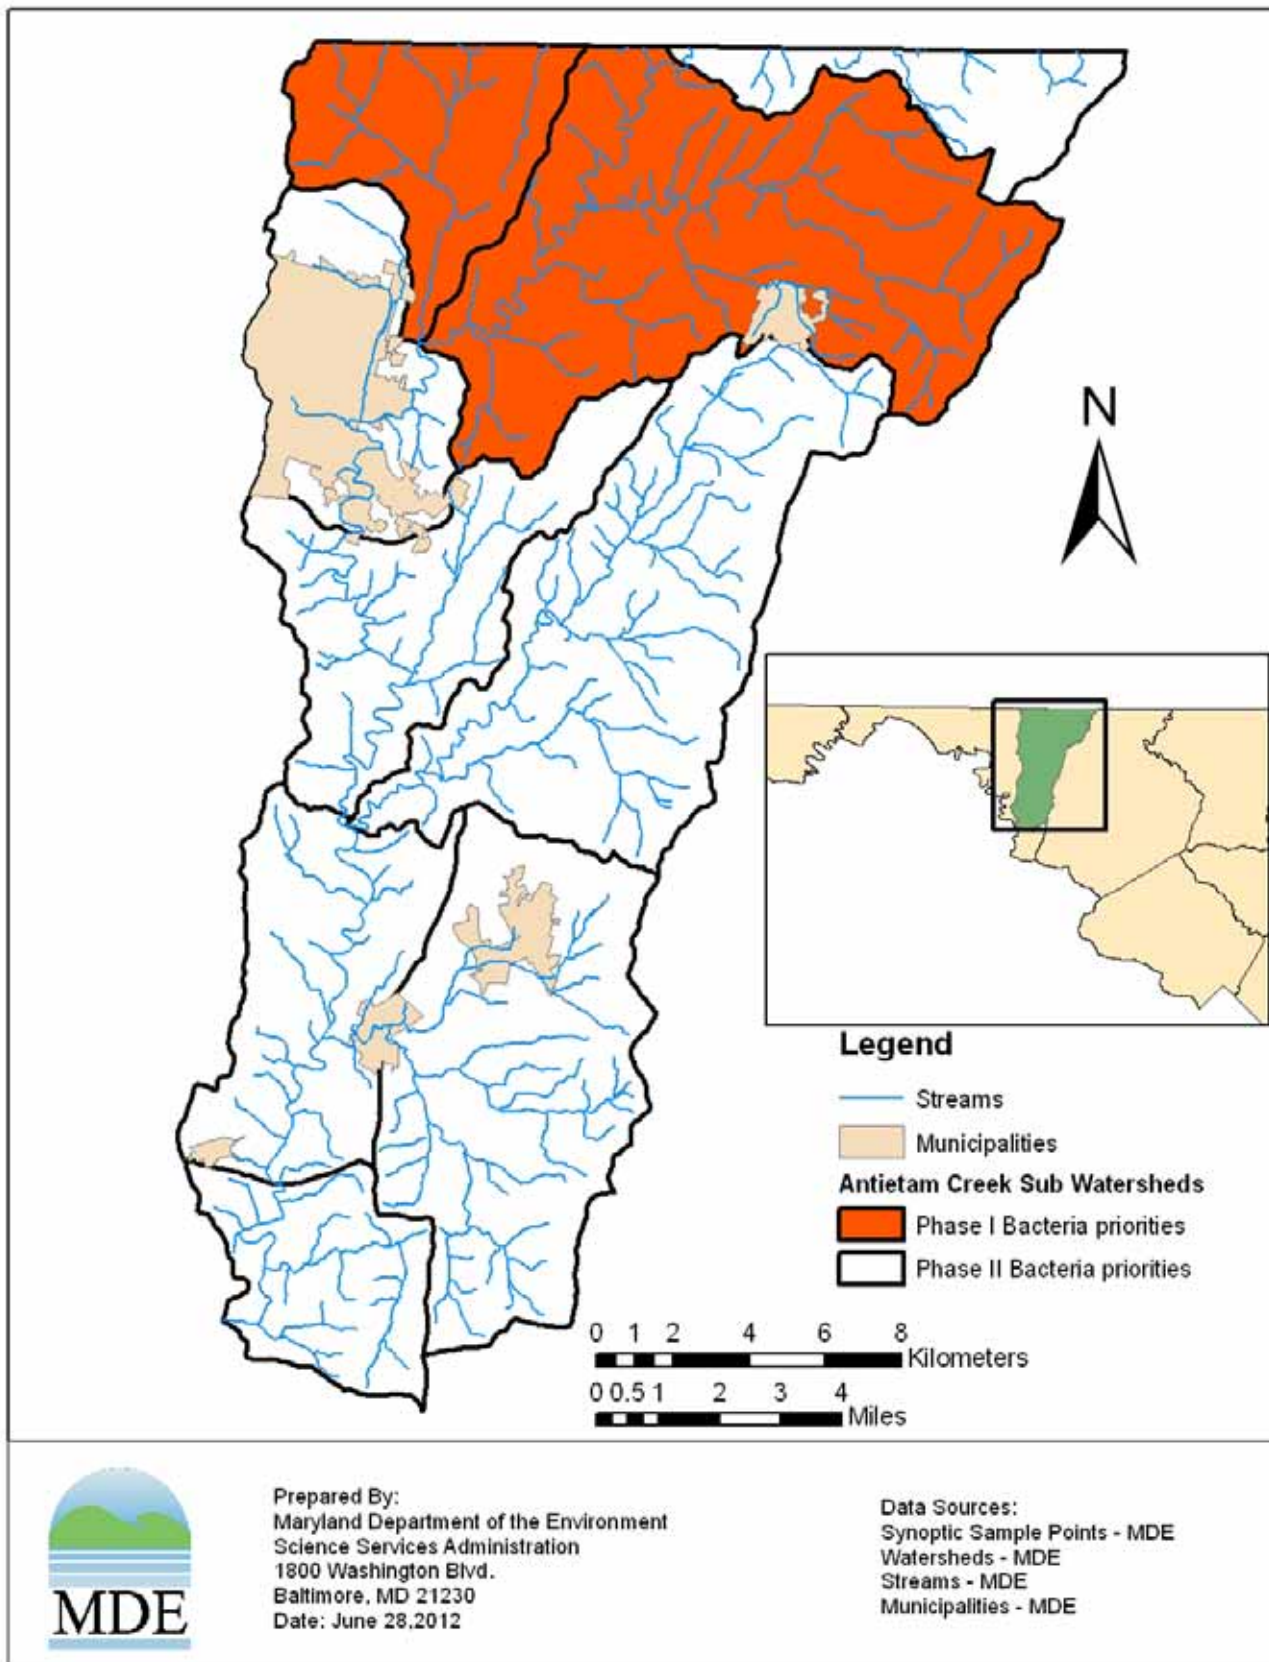 N
Legend
Streams
Municipalities
Antietam Creek Sub Watersheds
Phase I Bacteria priorities
Phase II Bacteria priorities
0 1 2 4 6 8
Kilometers
0 0.5 1 2 3 4
Miles
MDE
Prepared By:
Maryland Department of the Environment
Science Services Administration
1800 Washington Blvd.
Baltimore, MD 21230
Date: June 28,2012
Data Sources:
Synoptic Sample Points - MDE
Watersheds - MDE
Streams - MDE
Municipalities - MDE